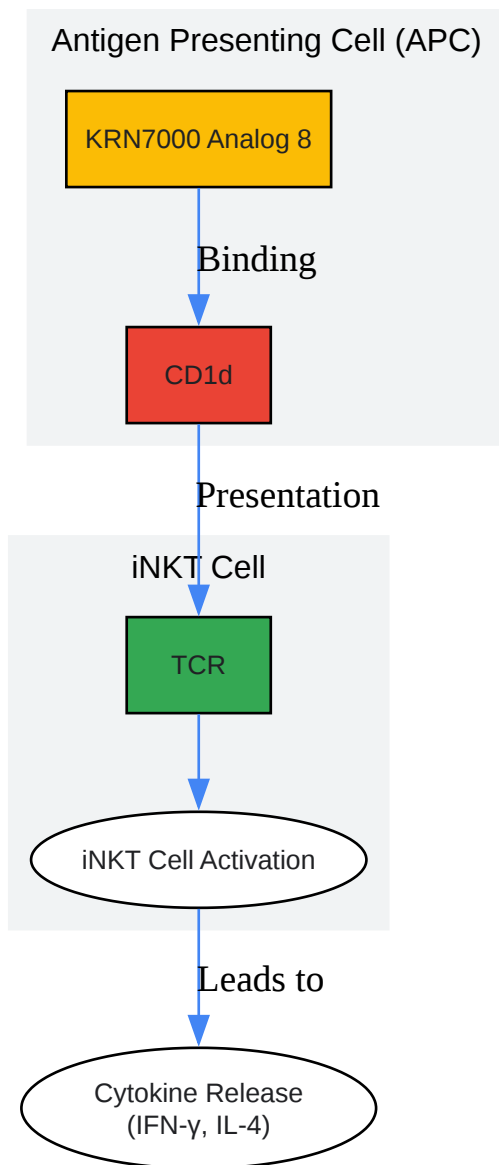 Antigen Presenting Cell (APC)
KRN7000 Analog 8
Binding
CD1d
Presentation
iNKT Cell
TCR
iNKT Cell Activation
Leads to
Cytokine Release
(IFN-γ, IL-4)